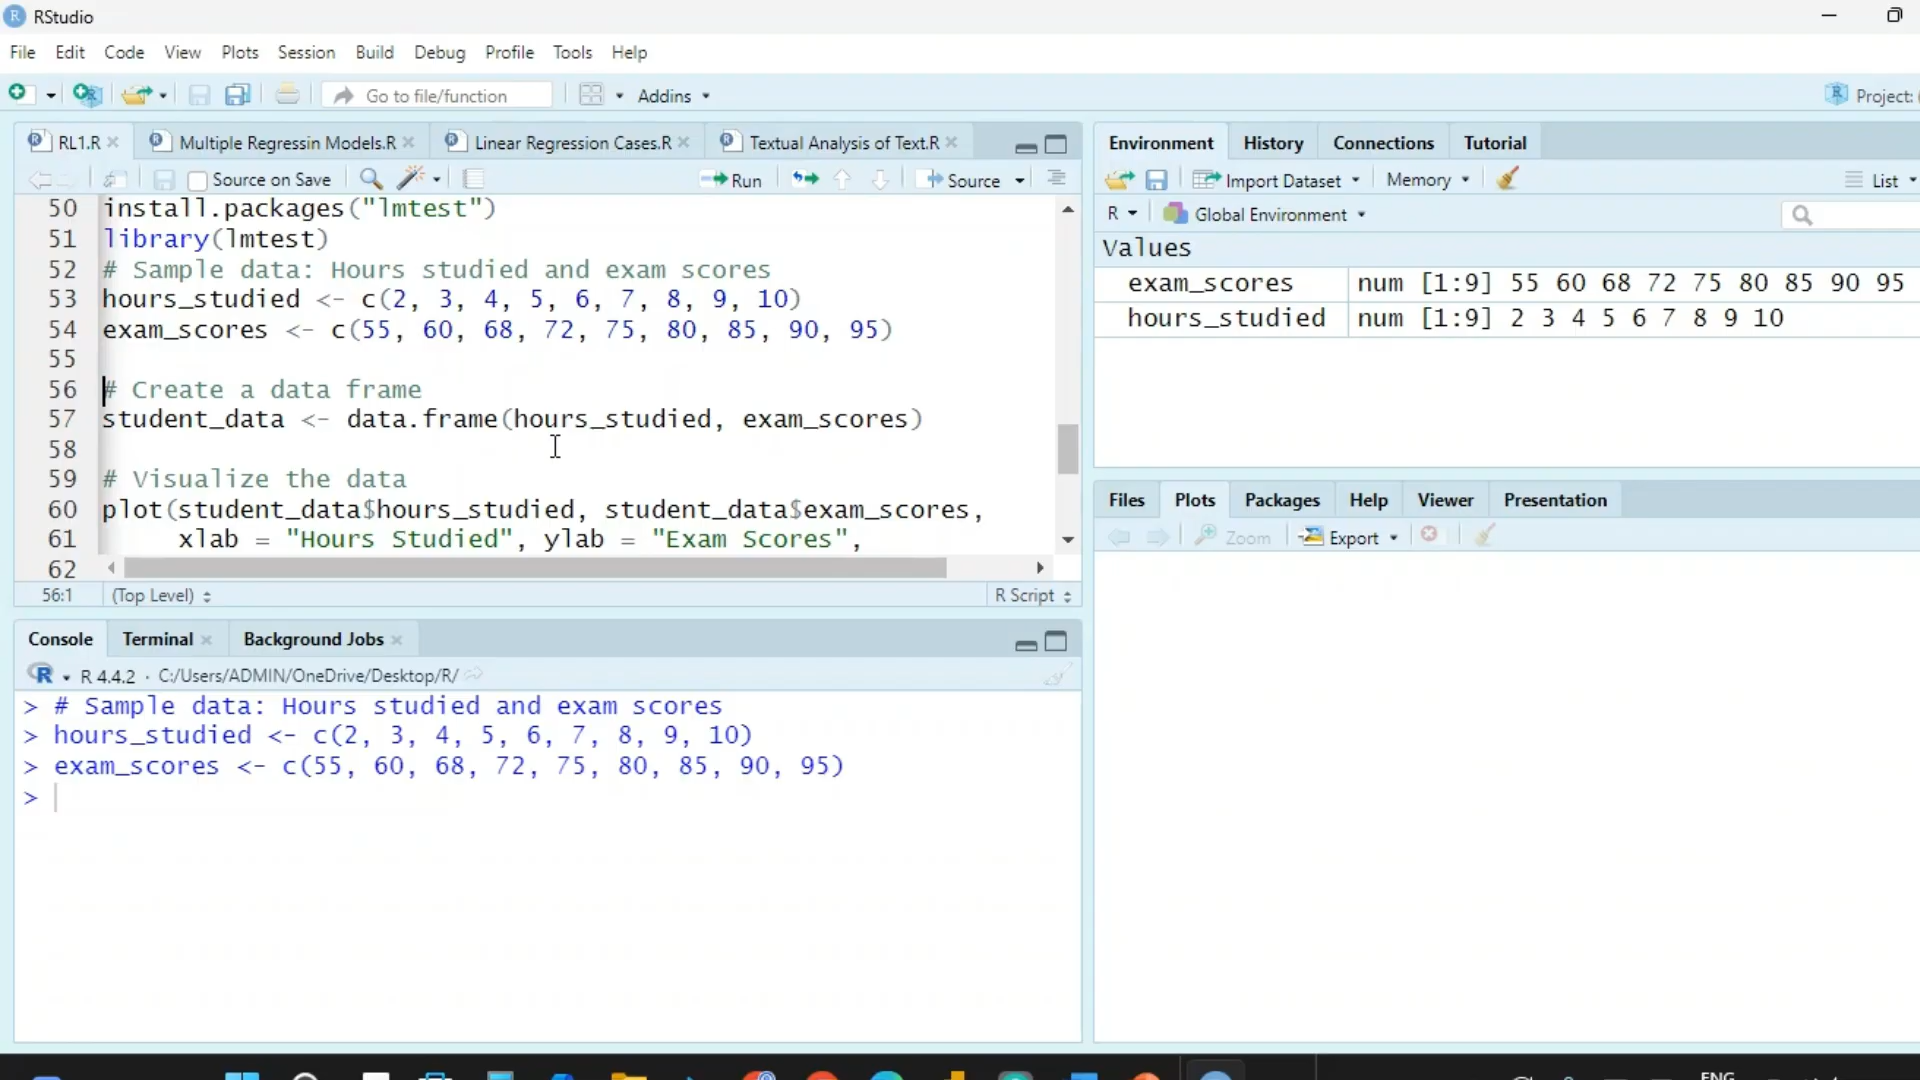 RStudio
File Edit Code View Plots Session Build Debug Profile Tools Help
Go to file/function Addins Project:
RL1.R Multiple Regressin Models.R Linear Regression Cases.R Textual Analysis of Text.R
Source on Save Run Source
50 install.packages("lmtest")
51 library(lmtest)
52 # Sample data: Hours studied and exam scores
53 hours_studied <- c(2, 3, 4, 5, 6, 7, 8, 9, 10)
54 exam_scores <- c(55, 60, 68, 72, 75, 80, 85, 90, 95)
55
56 # Create a data frame
57 student_data <- data.frame(hours_studied, exam_scores)
58
59 # Visualize the data
60 plot(student_data$hours_studied, student_data$exam_scores,
61 xlab = "Hours Studied", ylab = "Exam Scores",
62
56:1 (Top Level) R Script
Console Terminal Background Jobs
R 4.4.2 · C:/Users/ADMIN/OneDrive/Desktop/R/
> # Sample data: Hours studied and exam scores
> hours_studied <- c(2, 3, 4, 5, 6, 7, 8, 9, 10)
> exam_scores <- c(55, 60, 68, 72, 75, 80, 85, 90, 95)
>
Environment History Connections Tutorial
Import Dataset Memory List
R Global Environment
Values
exam_scores num [1:9] 55 60 68 72 75 80 85 90 95
hours_studied num [1:9] 2 3 4 5 6 7 8 9 10
Files Plots Packages Help Viewer Presentation
Zoom Export
ENG